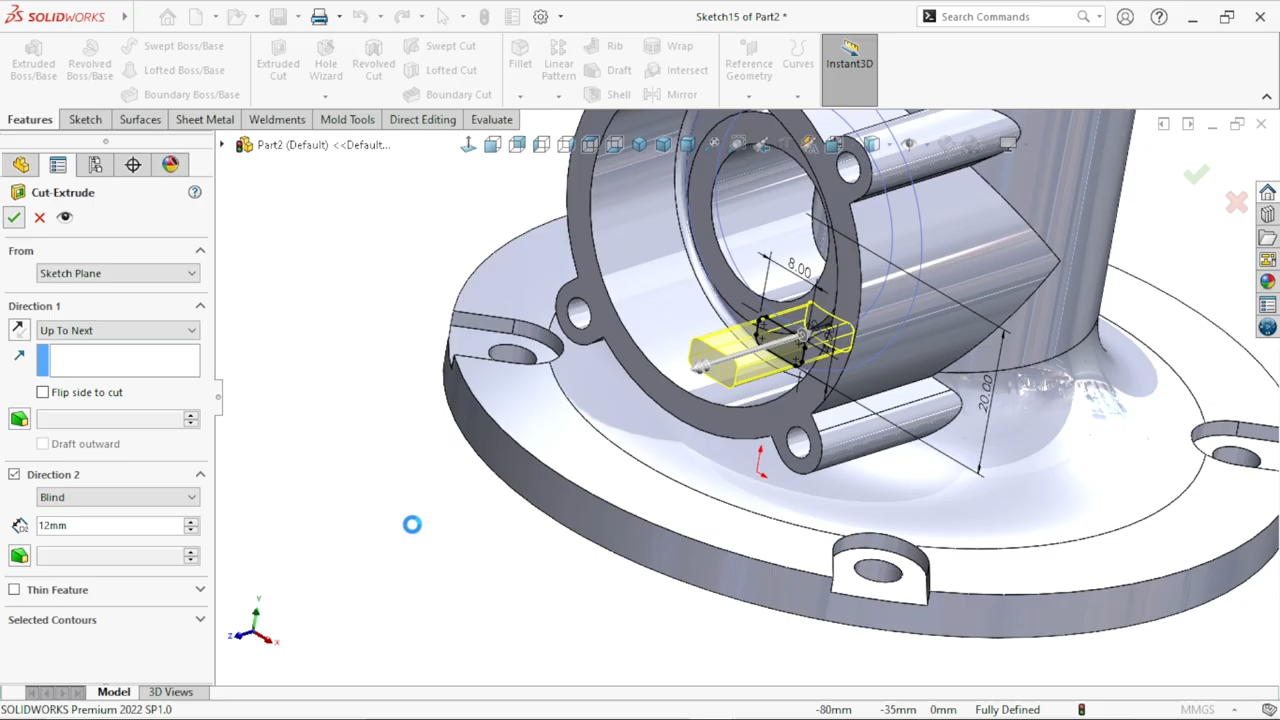 SOLIDWORKS
Sketch15 of Part2 *
Search Commands
Extruded Boss/Base
Revolved Boss/Base
Swept Boss/Base
Lofted Boss/Base
Boundary Boss/Base
Extruded Cut
Hole Wizard
Revolved Cut
Swept Cut
Lofted Cut
Boundary Cut
Fillet
Linear Pattern
Rib
Draft
Shell
Wrap
Intersect
Mirror
Reference Geometry
Curves
Instant3D
Features
Sketch
Surfaces
Sheet Metal
Weldments
Mold Tools
Direct Editing
Evaluate
Part2 (Default) <<Default...
Cut-Extrude
From
Sketch Plane
Direction 1
Up To Next
Flip side to cut
Draft outward
Direction 2
Blind
12mm
Thin Feature
Selected Contours
8.00
20.00
Y
Z
X
Model
3D Views
SOLIDWORKS Premium 2022 SP1.0
-80mm
-35mm
0mm
Fully Defined
MMGS